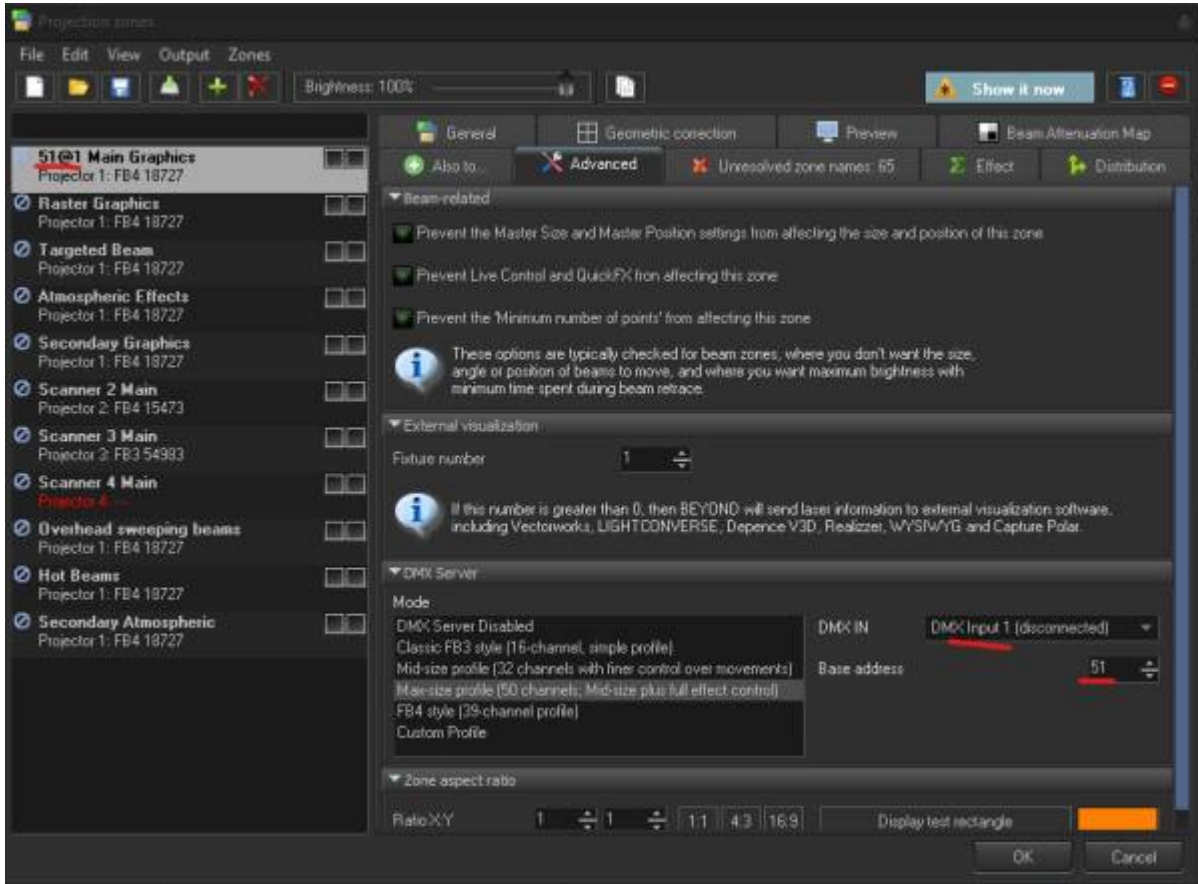 Projection zones
File Edit View Output Zones
Brightness: 100%
Show it now
51@1 Main Graphics
Projector 1: FB4 18727
Raster Graphics
Projector 1: FB4 18727
Targeted Beam
Projector 1: FB4 18727
Atmospheric Effects
Projector 1: FB4 18727
Secondary Graphics
Projector 1: FB4 18727
Scanner 2 Main
Projector 2: FB4 15473
Scanner 3 Main
Projector 3: FB3 54983
Scanner 4 Main
Projector 4: ---
Overhead sweeping beams
Projector 1: FB4 18727
Hot Beams
Projector 1: FB4 18727
Secondary Atmospheric
Projector 1: FB4 18727
General Geometric correction Preview Beam Attenuation Map
Also to... Advanced Unresolved zone names: 65 Effect Distribution
Beam-related
Prevent the Master Size and Master Position settings from affecting the size and position of this zone
Prevent Live Control and QuickFX from affecting this zone
Prevent the 'Minimum number of points' from affecting this zone
These options are typically checked for beam zones, where you don't want the size,
angle or position of beams to move, and where you want maximum brightness with
minimum time spent during beam retrace.
External visualization
Fixture number 1
If this number is greater than 0, then BEYOND will send laser information to external visualization software,
including Vectorworks, LIGHTCONVERSE, Depence V3D, Realizzer, WYSIWYG and Capture Polar.
DMX Server
Mode
DMX Server Disabled
Classic FB3 style (16-channel, simple profile)
Mid-size profile (32 channels with finer control over movements)
Max-size profile (50 channels; Mid-size plus full effect control)
FB4 style (39-channel profile)
Custom Profile
DMX IN DMX Input 1 (disconnected)
Base address 51
Zone aspect ratio
Ratio X:Y 1 1 1:1 4:3 16:9 Display test rectangle
OK Cancel